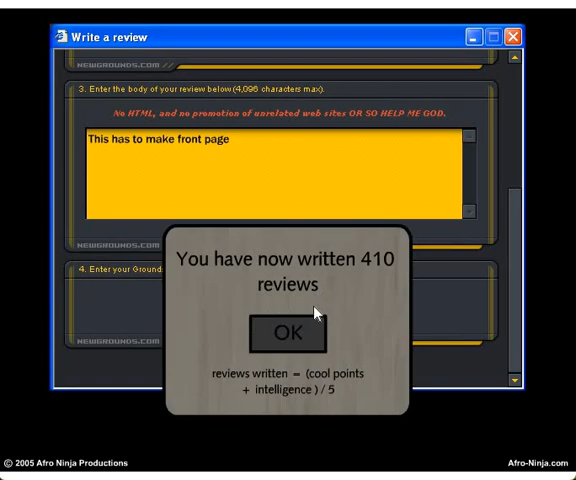 Write a review
NEWGROUNDS.COM //
3. Enter the body of your review below (4,096 characters max).
No HTML, and no promotion of unrelated web sites OR SO HELP ME GOD.
This has to make front page
NEWGROUNDS.COM
You have now written 410
reviews
4. Enter your Ground
OK
NEWGROUNDS.COM
reviews written = (cool points
+ intelligence ) / 5
© 2005 Afro Ninja Productions
Afro-Ninja.com